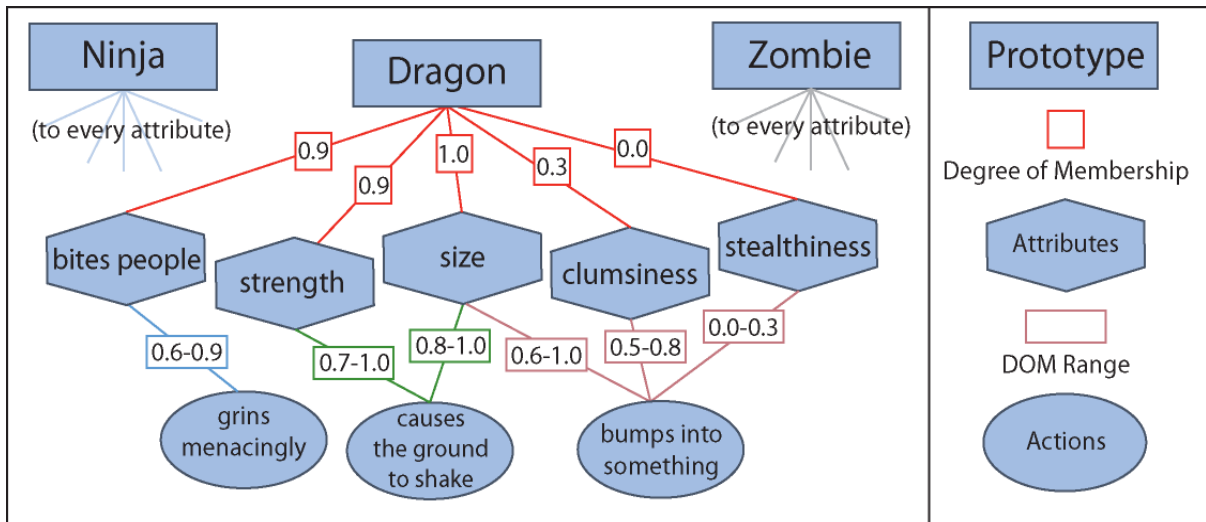 Ninja
Dragon
Zombie
Prototype
(to every attribute)
(to every attribute)
0.9
0.9
1.0
0.3
0.0
Degree of Membership
bites people
strength
size
clumsiness
stealthiness
Attributes
0.6-0.9
0.7-1.0
0.8-1.0
0.6-1.0
0.5-0.8
0.0-0.3
DOM Range
grins
menacingly
causes
the ground
to shake
bumps into
something
Actions